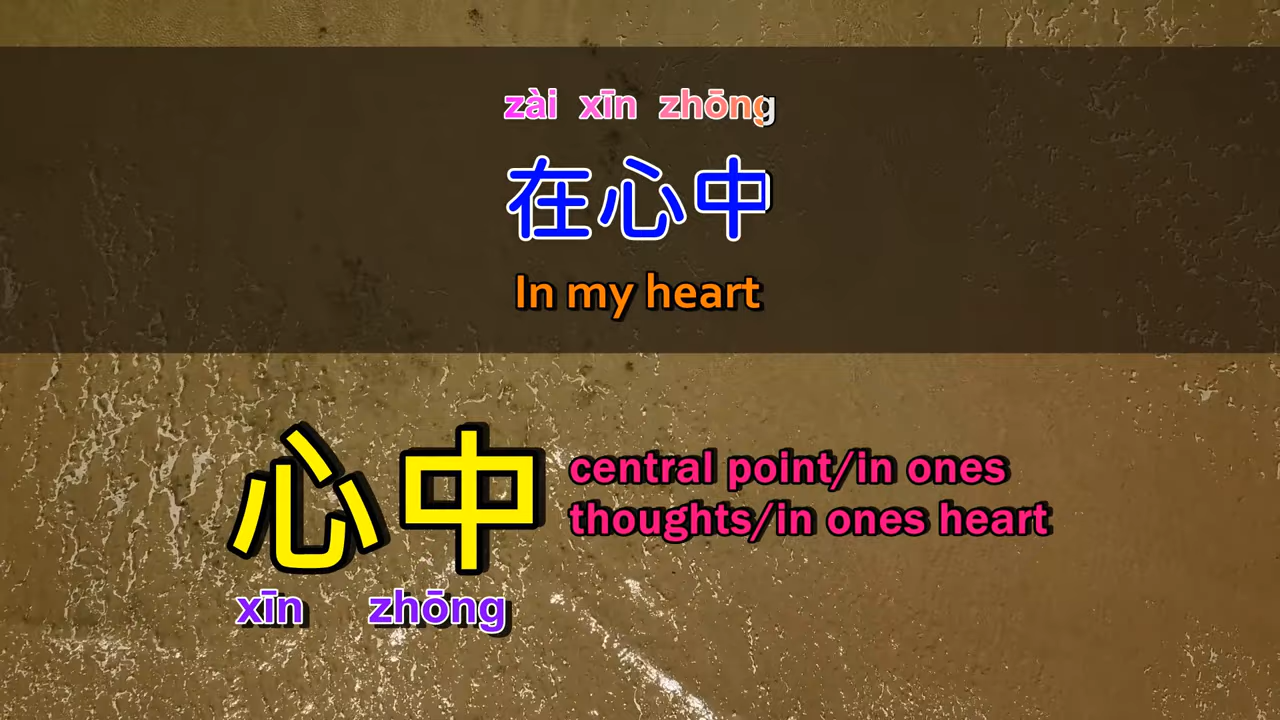 zài xīn zhōng
在心中
In my heart
心中
xīn zhōng
central point/in ones
thoughts/in ones heart